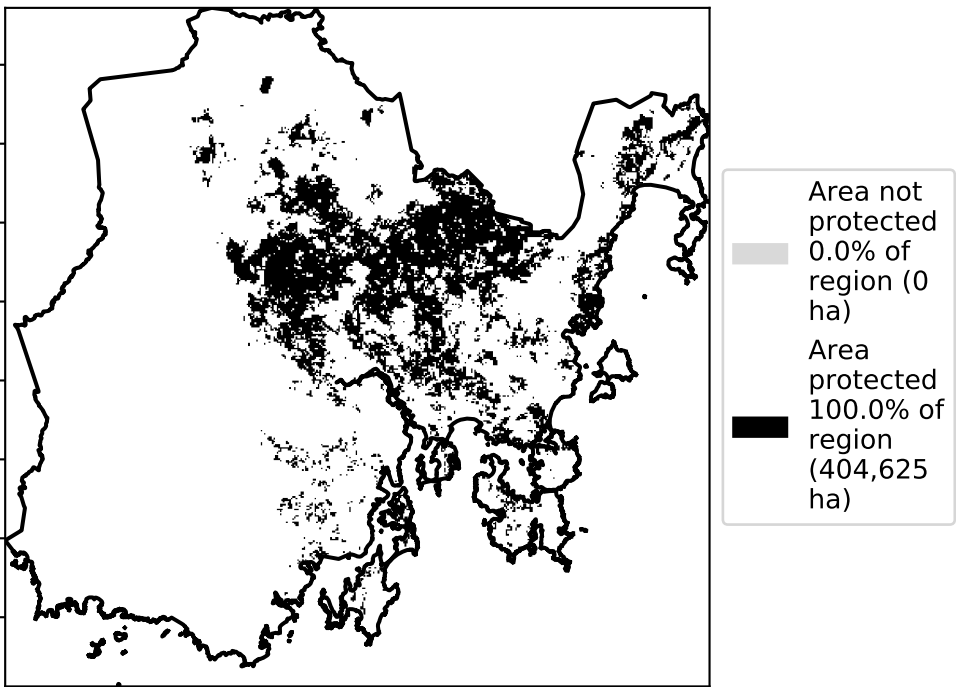 Area not
protected
0.0% of
region (0
ha)
Area
protected
100.0% of
region
(404,625
ha)